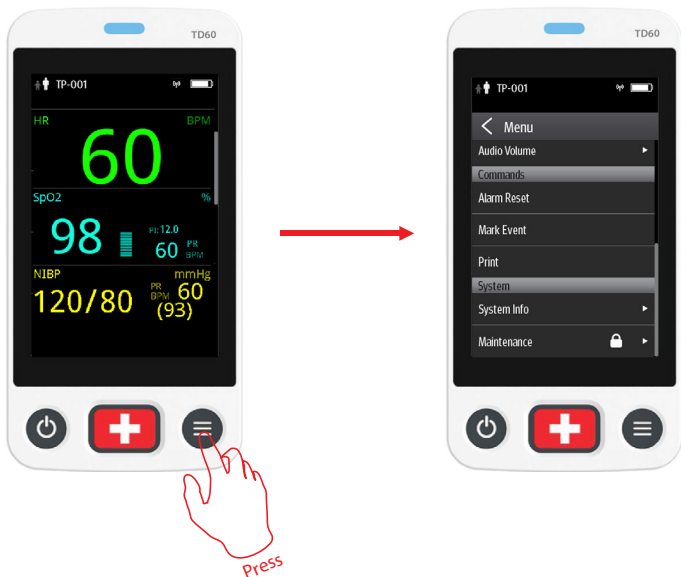 TD60
TP-001
HR BPM
60
SpO2 %
98 PI: 12.0
60 PR BPM
NIBP mmHg
120/80 PR BPM 60
(93)
Press
TD60
TP-001
Menu
Audio Volume
Commands
Alarm Reset
Mark Event
Print
System
System Info
Maintenance